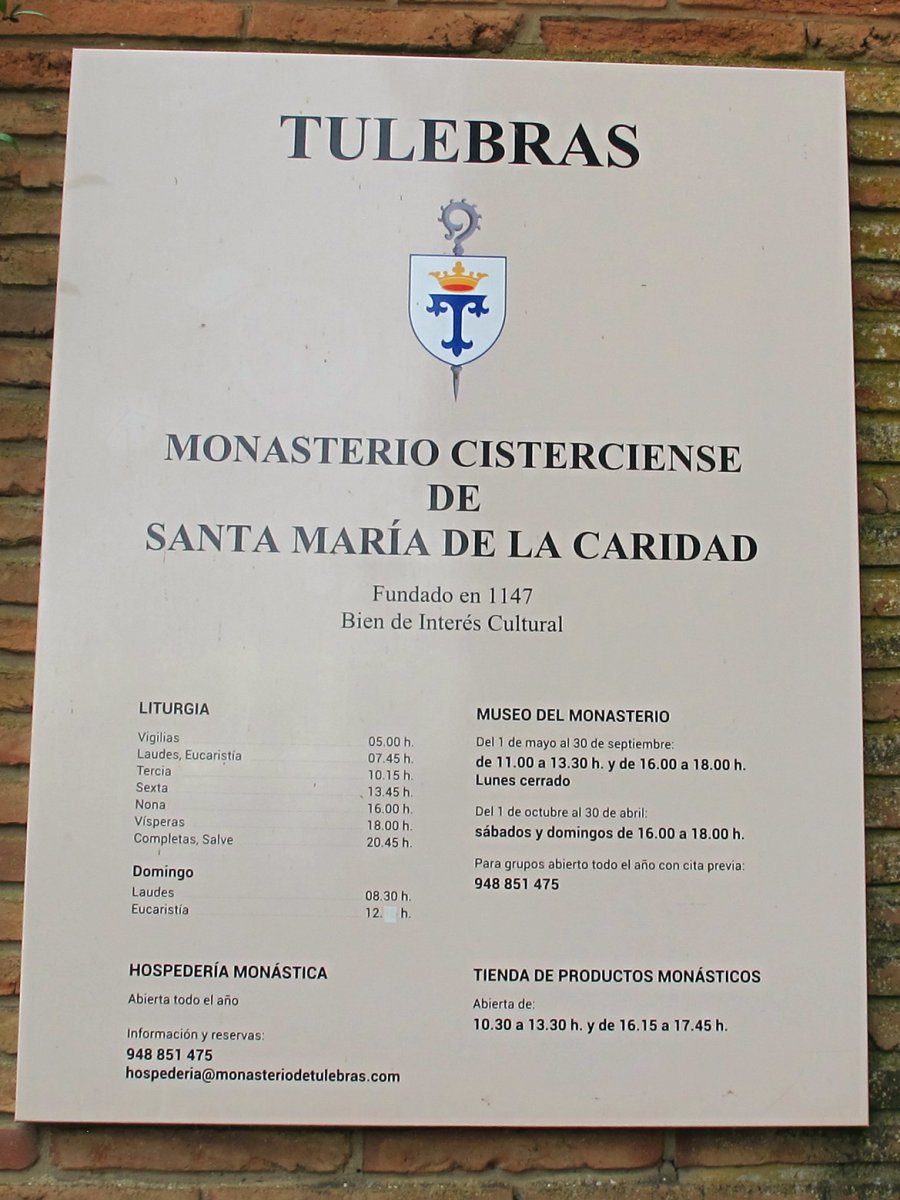 TULEBRAS
T
MONASTERIO CISTERCIENSE
DE
SANTA MARÍA DE LA CARIDAD
Fundado en 1147
Bien de Interés Cultural
LITURGIA
Vigilias 05.00 h.
Laudes, Eucaristía 07.45 h.
Tercia 10.15 h.
Sexta 13.45 h.
Nona 16.00 h.
Vísperas 18.00 h.
Completas, Salve 20.45 h.
Domingo
Laudes 08.30 h.
Eucaristía 12. h.
MUSEO DEL MONASTERIO
Del 1 de mayo al 30 de septiembre:
de 11.00 a 13.30 h. y de 16.00 a 18.00 h.
Lunes cerrado
Del 1 de octubre al 30 de abril:
sábados y domingos de 16.00 a 18.00 h.
Para grupos abierto todo el año con cita previa:
948 851 475
HOSPEDERÍA MONÁSTICA
Abierta todo el año
Información y reservas:
948 851 475
hospederia@monasteriodetulebras.com
TIENDA DE PRODUCTOS MONÁSTICOS
Abierta de:
10.30 a 13.30 h. y de 16.15 a 17.45 h.